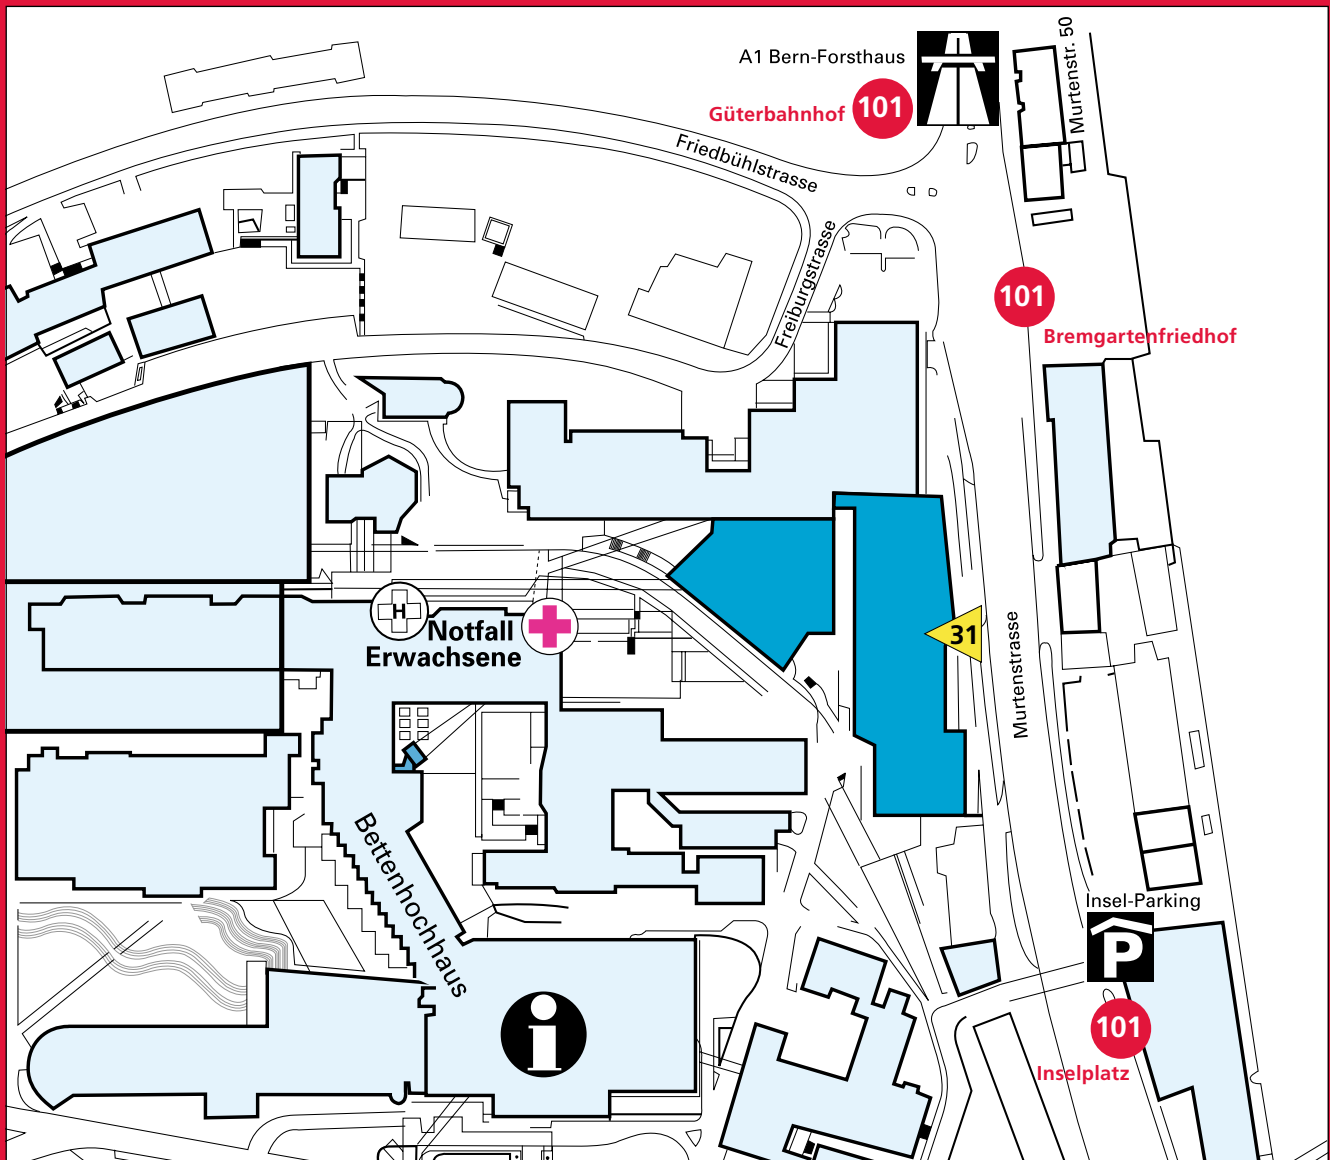 Murtenstr. 50
A1 Bern-Forsthaus
Güterbahnhof 101
Friedbühlstrasse
Freiburgstrasse
101
Bremgartenfriedhof
H
Notfall
Erwachsene
31
Murtenstrasse
Bettenhochhaus
Insel-Parking
P
i
101
Inselplatz